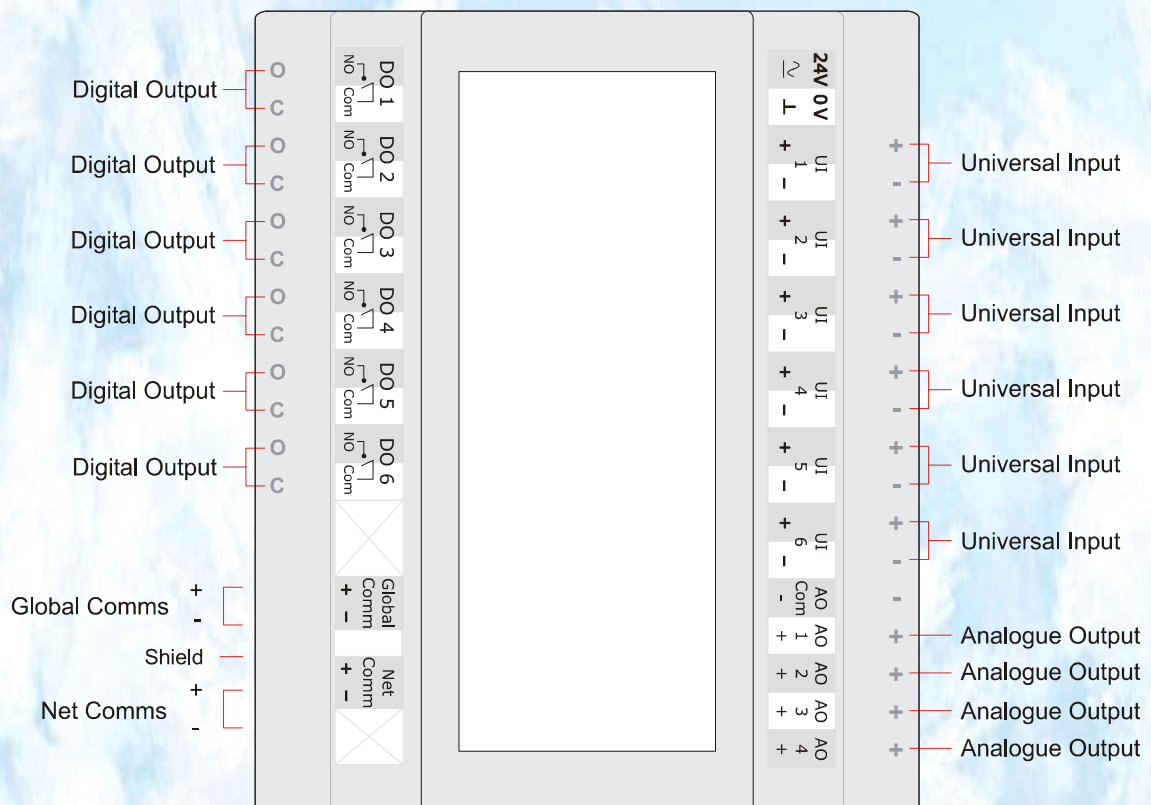 Digital Output
O
C
Digital Output
O
C
Digital Output
O
C
Digital Output
O
C
Digital Output
O
C
Digital Output
O
C
Global Comms
+
-
Shield
Net Comms
+
-
DO 1
NO
Com
DO 2
NO
Com
DO 3
NO
Com
DO 4
NO
Com
DO 5
NO
Com
DO 6
NO
Com
Global
Comm
+ -
Net
Comm
+ -
24V 0V
UI
1
+ -
UI
2
+ -
UI
3
+ -
UI
4
+ -
UI
5
+ -
UI
6
+ -
AO
Com
-
AO
1
+
AO
2
+
AO
3
+
AO
4
+
+
-
Universal Input
+
-
Universal Input
+
-
Universal Input
+
-
Universal Input
+
-
Universal Input
+
-
Universal Input
-
+
Analogue Output
+
Analogue Output
+
Analogue Output
+
Analogue Output